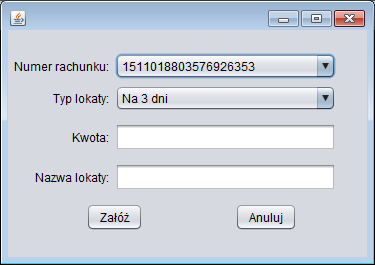 Numer rachunku: 1511018803576926353
Typ lokaty: Na 3 dni
Kwota:
Nazwa lokaty:
Załóż Anuluj